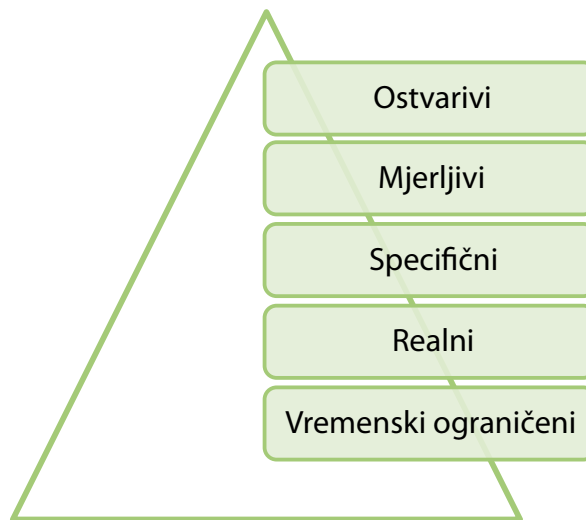 Ostvarivi
Mjerljivi
Specifični
Realni
Vremenski ograničeni